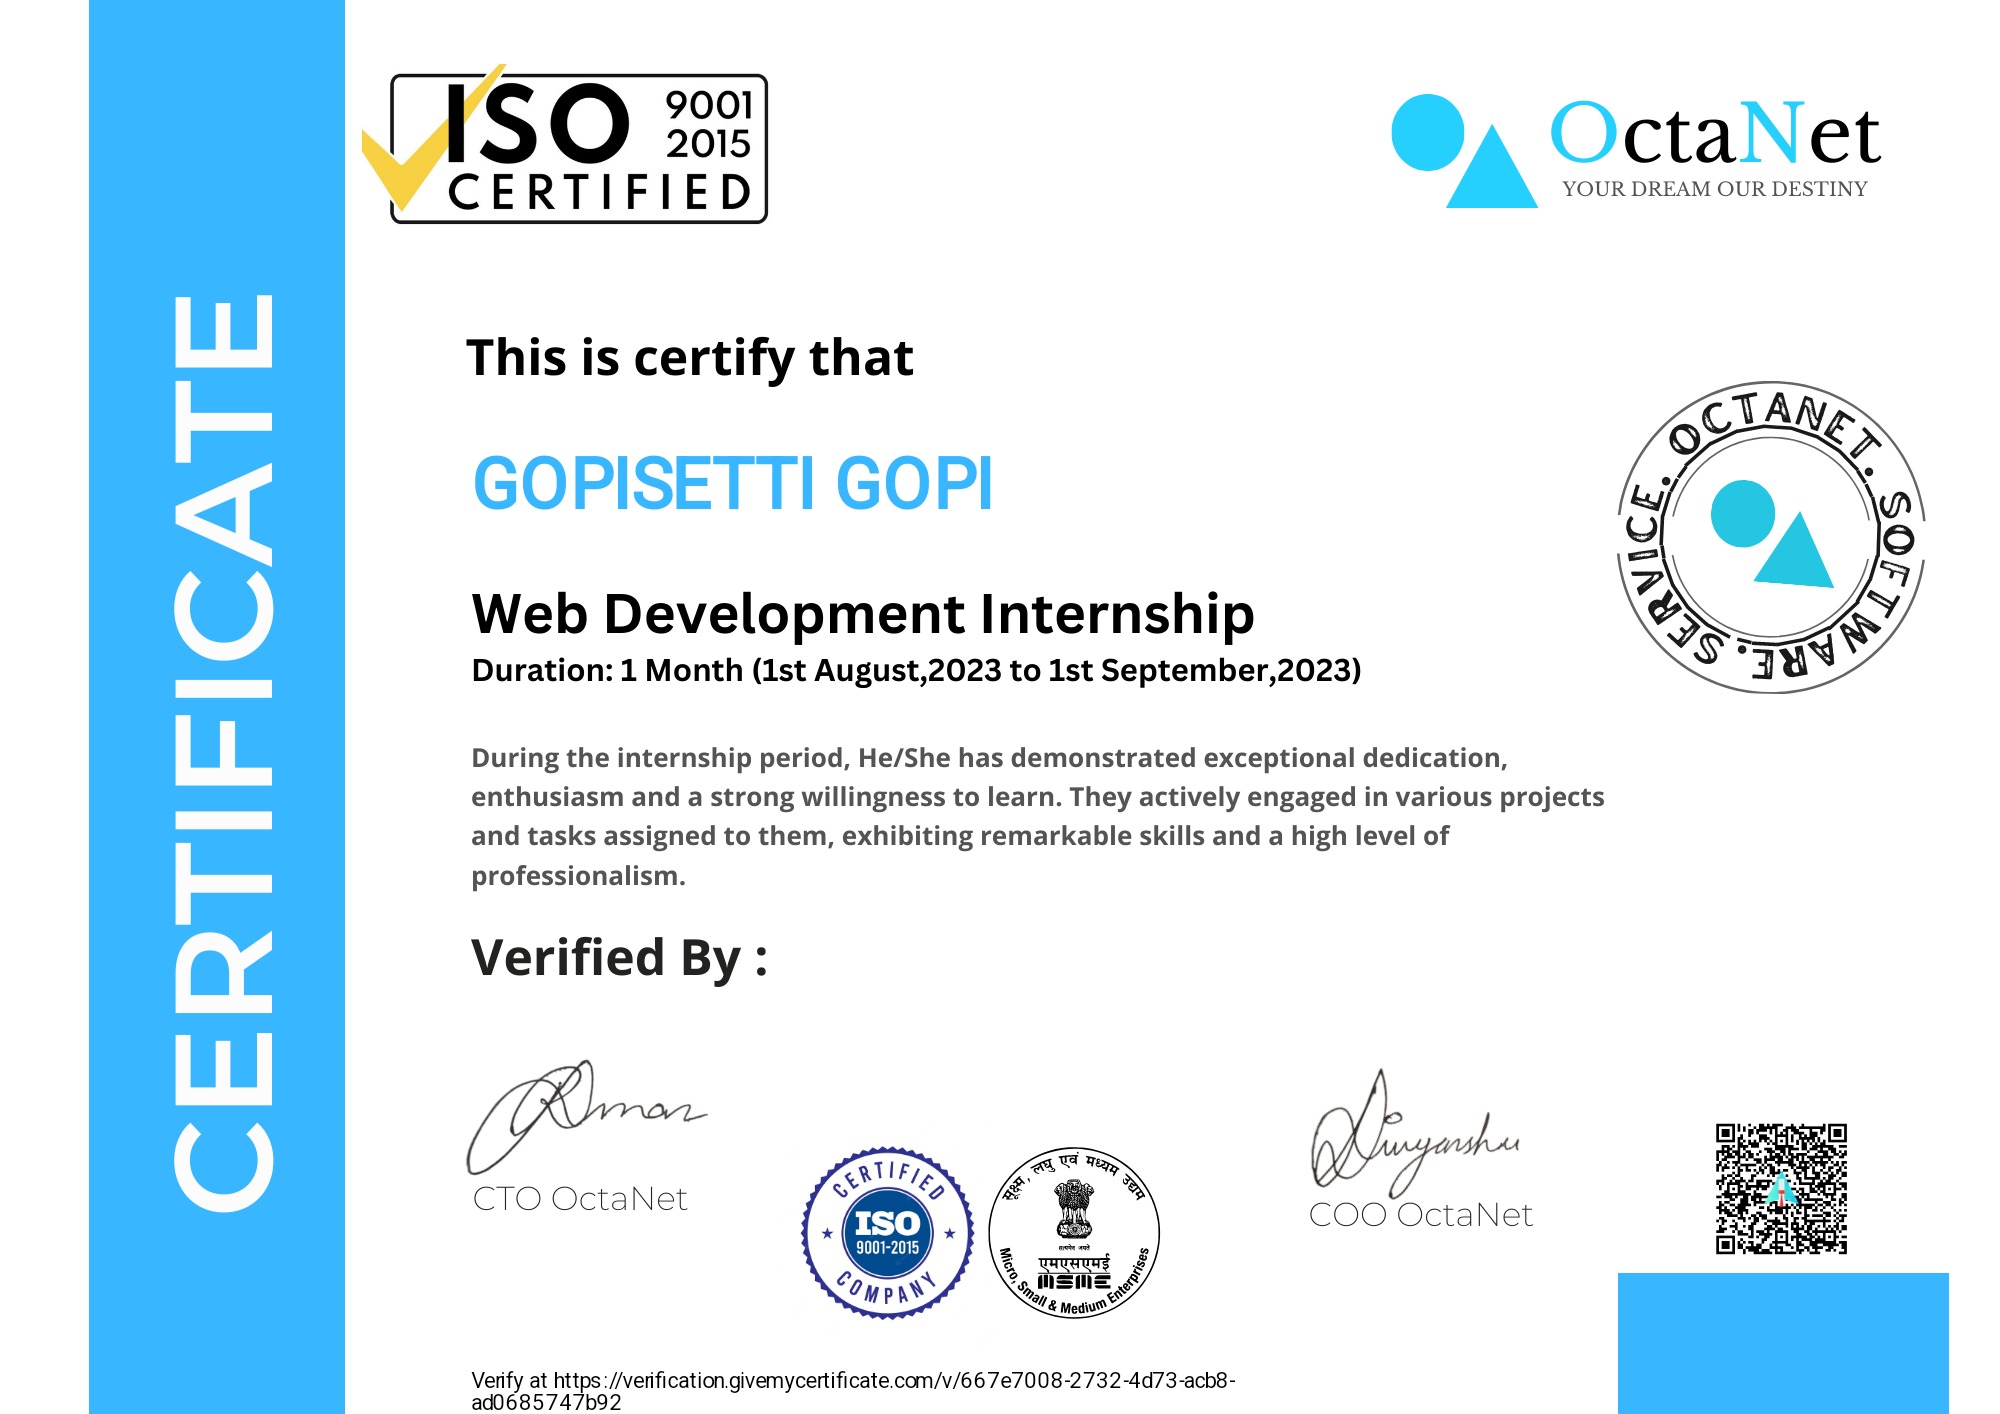 CERTIFICATE
ISO 9001
2015
CERTIFIED
OctaNet
YOUR DREAM OUR DESTINY
This is certify that
GOPISETTI GOPI
OCTANET. SOFTWARE. SERVICE.
Web Development Internship
Duration: 1 Month (1st August,2023 to 1st September,2023)
During the internship period, He/She has demonstrated exceptional dedication,
enthusiasm and a strong willingness to learn. They actively engaged in various projects
and tasks assigned to them, exhibiting remarkable skills and a high level of
professionalism.
Verified By :
Aman
CTO OctaNet
Divyanshu
COO OctaNet
CERTIFIED
ISO
9001-2015
COMPANY
सूक्ष्म, लघु एवं मध्यम उद्यम
सत्यमेव जयते
एमएसएमई
MSME
Micro, Small & Medium Enterprises
Verify at https://verification.givemycertificate.com/v/667e7008-2732-4d73-acb8-
ad0685747b92